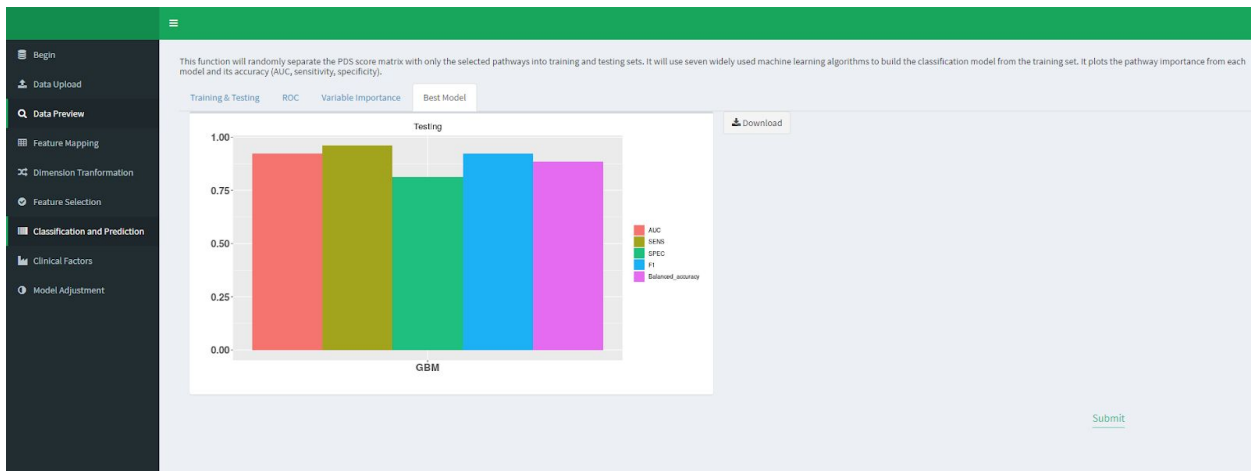 Begin
Data Upload
Data Preview
Feature Mapping
Dimension Tranformation
Feature Selection
Classification and Prediction
Clinical Factors
Model Adjustment
This function will randomly separate the PDS score matrix with only the selected pathways into training and testing sets. It will use seven widely used machine learning algorithms to build the classification model from the training set. It plots the pathway importance from each
model and its accuracy (AUC, sensitivity, specificity).
Training & Testing ROC Variable Importance Best Model
Download
Testing
1.00
0.75
0.50
0.25
0.00
GBM
AUC
SENS
SPEC
F1
Balanced_accuracy
Submit